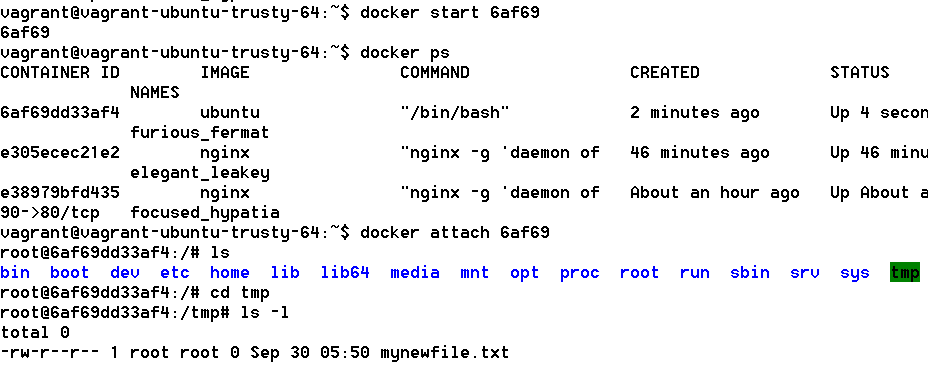 vagrant@vagrant-ubuntu-trusty-64:~$ docker start 6af69
6af69
vagrant@vagrant-ubuntu-trusty-64:~$ docker ps
CONTAINER ID IMAGE COMMAND CREATED STATUS
NAMES
6af69dd33af4 ubuntu "/bin/bash" 2 minutes ago Up 4 secon
furious_fermat
e305ecec21e2 nginx "nginx -g 'daemon of 46 minutes ago Up 46 minu
elegant_leakey
e38979bfd435 nginx "nginx -g 'daemon of About an hour ago Up About a
90->80/tcp focused_hypatia
vagrant@vagrant-ubuntu-trusty-64:~$ docker attach 6af69
root@6af69dd33af4:/# ls
bin boot dev etc home lib lib64 media mnt opt proc root run sbin srv sys tmp
root@6af69dd33af4:/# cd tmp
root@6af69dd33af4:/tmp# ls -l
total 0
-rw-r--r-- 1 root root 0 Sep 30 05:50 mynewfile.txt